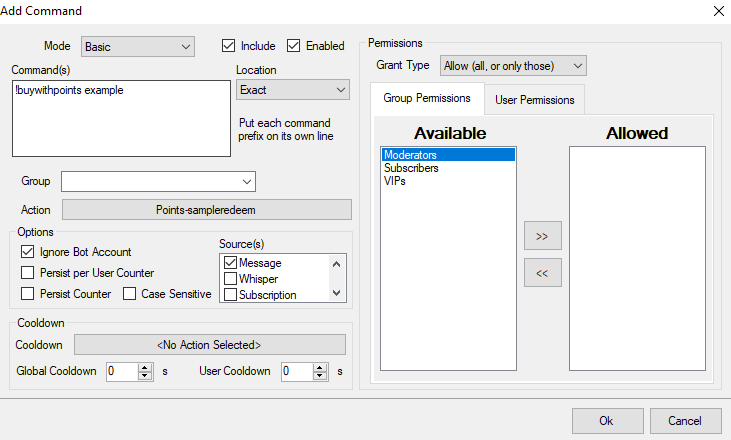 Add Command
Mode Basic Include Enabled
Command(s) Location
!buywithpoints example
Exact
Put each command
prefix on its own line
Group
Action Points-sampleredeem
Options
Ignore Bot Account
Persist per User Counter
Persist Counter Case Sensitive
Source(s)
Message
Whisper
Subscription
Cooldown
Cooldown <No Action Selected>
Global Cooldown 0 s User Cooldown 0 s
Permissions
Grant Type Allow (all, or only those)
Group Permissions User Permissions
Available Allowed
Moderators
Subscribers
VIPs
>>
<<
Ok Cancel